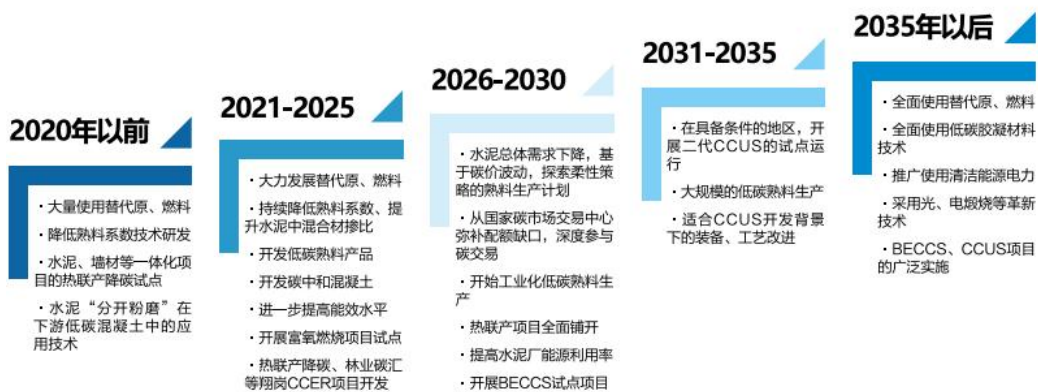 2020年以前
· 大量使用替代原、燃料
· 降低熟料系数技术研发
· 水泥、墙材等一体化项
目的热联产降碳试点
· 水泥“分开粉磨”在
下游低碳混凝土中的应
用技术
2021-2025
· 大力发展替代原、燃料
· 持续降低熟料系数、提
升水泥中混合材掺比
· 开发低碳熟料产品
· 开发碳中和混凝土
· 进一步提高能效水平
· 开展富氧燃烧项目试点
· 热联产降碳、林业碳汇
等翔岗CCER项目开发
2026-2030
· 水泥总体需求下降，基
于碳价波动，探索柔性策
略的熟料生产计划
· 从国家碳市场交易中心
弥补配额缺口，深度参与
碳交易
· 开始工业化低碳熟料生
产
· 热联产项目全面铺开
· 提高水泥厂能源利用率
· 开展BECCS试点项目
2031-2035
· 在具备条件的地区，开
展二代CCUS的试点运
行
· 大规模的低碳熟料生产
· 适合CCUS开发背景
下的装备、工艺改进
2035年以后
· 全面使用替代原、燃料
· 全面使用低碳胶凝材料
技术
· 推广使用清洁能源电力
· 采用光、电煅烧等革新
技术
· BECCS、CCUS项目
的广泛实施